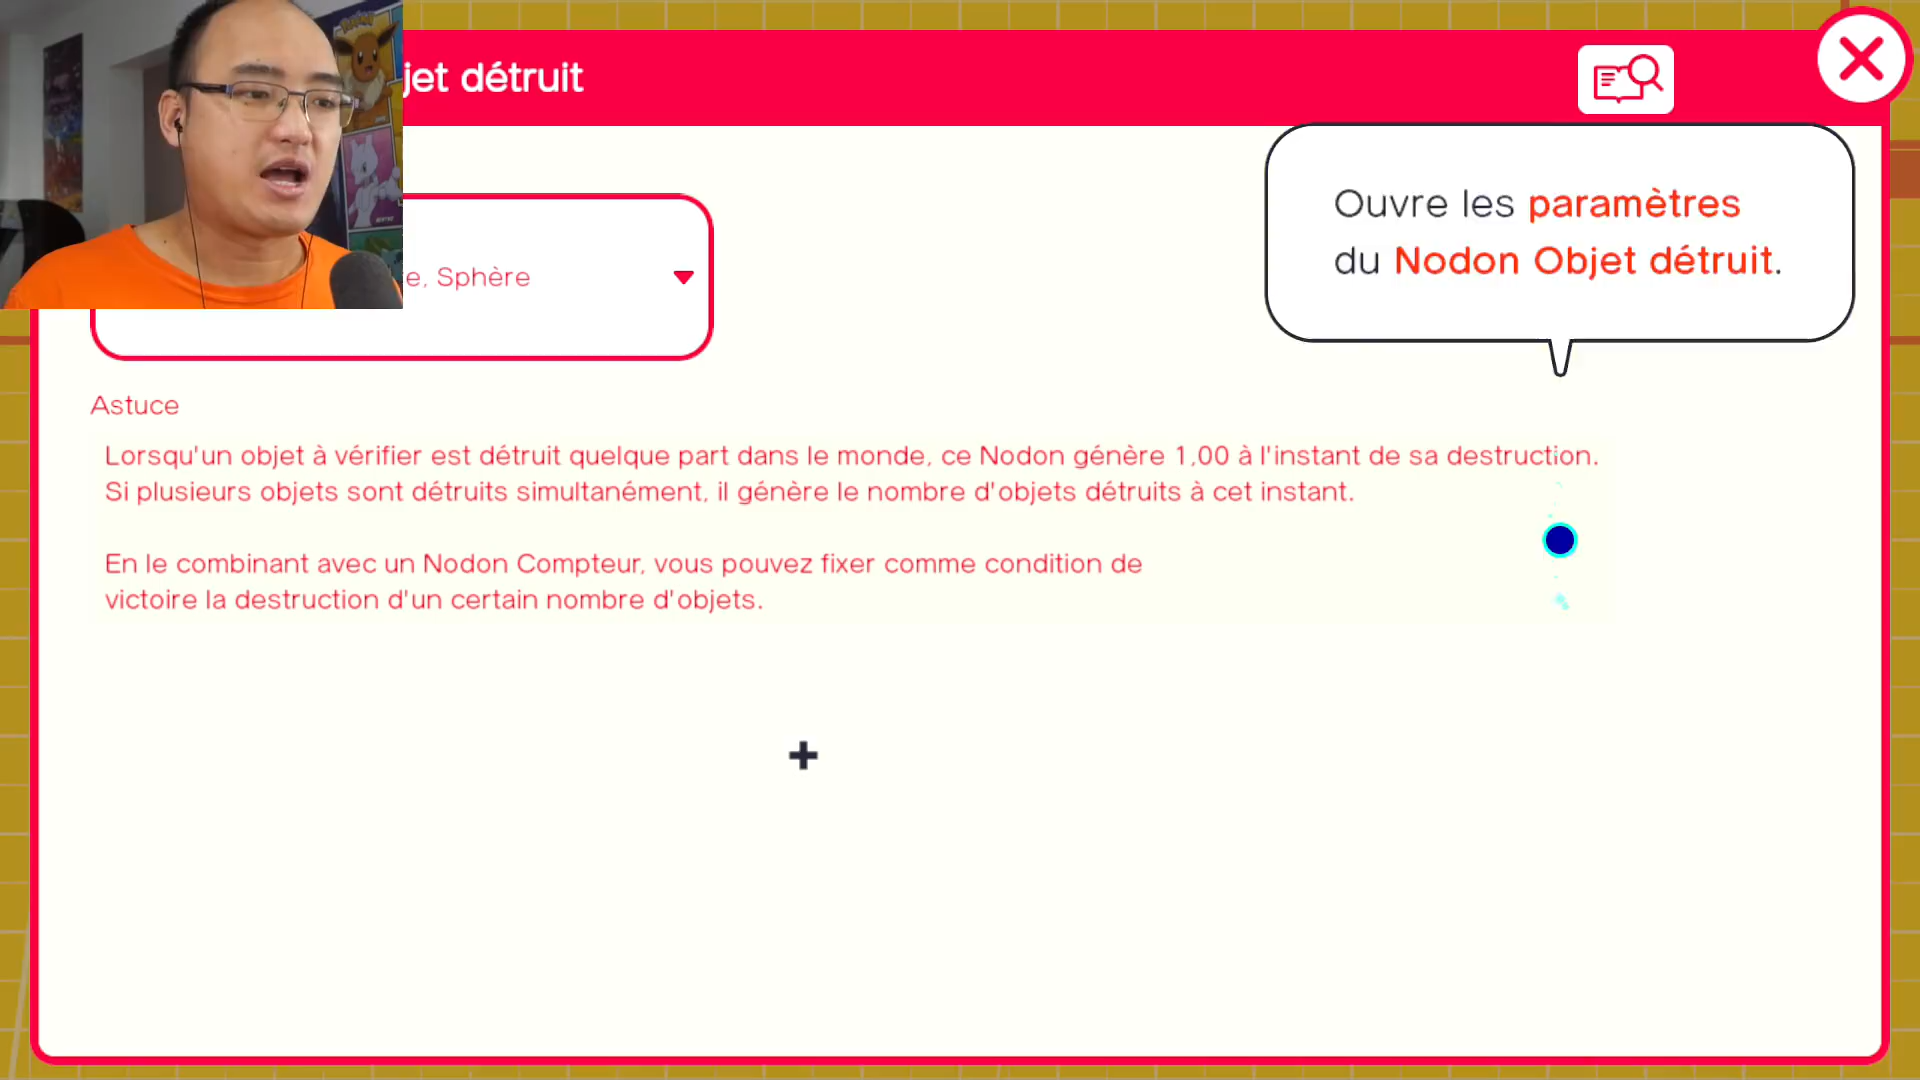 jet détruit
Ouvre les paramètres
du Nodon Objet détruit.
e, Sphère
Astuce
Lorsqu'un objet à vérifier est détruit quelque part dans le monde, ce Nodon génère 1,00 à l'instant de sa destruction.
Si plusieurs objets sont détruits simultanément, il génère le nombre d'objets détruits à cet instant.
En le combinant avec un Nodon Compteur, vous pouvez fixer comme condition de
victoire la destruction d'un certain nombre d'objets.